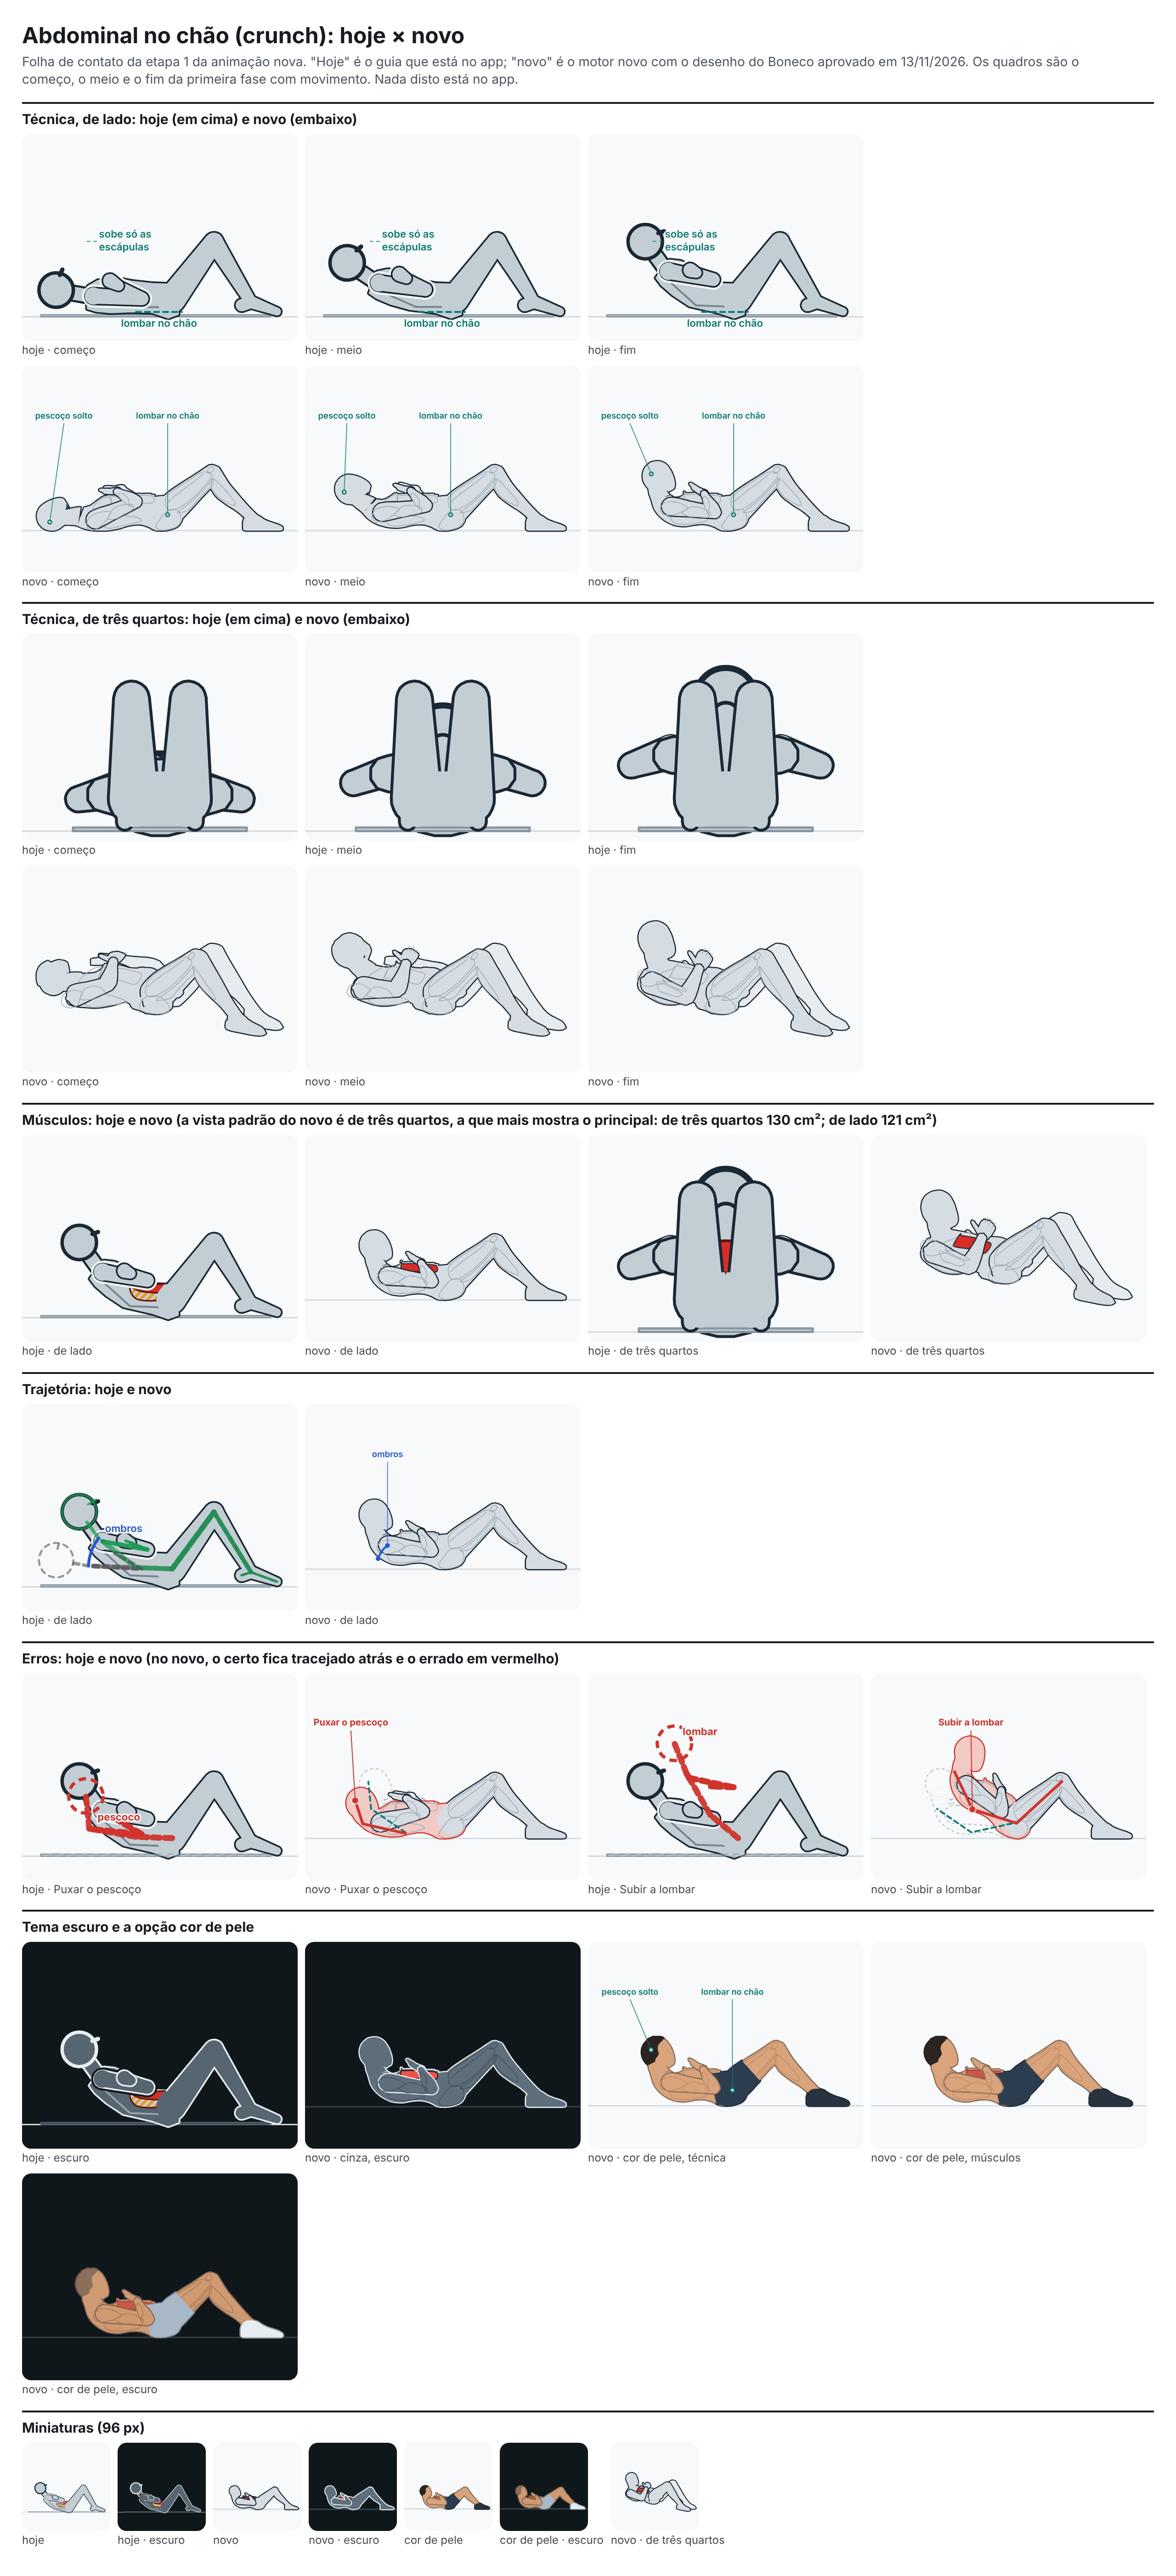 Abdominal no chão (crunch): hoje × novo
Folha de contato da etapa 1 da animação nova. "Hoje" é o guia que está no app; "novo" é o motor novo com o desenho do Boneco aprovado em 13/11/2026. Os quadros são o
começo, o meio e o fim da primeira fase com movimento. Nada disto está no app.
Técnica, de lado: hoje (em cima) e novo (embaixo)
sobe só as
escápulas
lombar no chão
sobe só as
escápulas
lombar no chão
sobe só as
escápulas
lombar no chão
hoje · começo
hoje · meio
hoje · fim
pescoço solto
lombar no chão
pescoço solto
lombar no chão
pescoço solto
lombar no chão
novo · começo
novo · meio
novo · fim
Técnica, de três quartos: hoje (em cima) e novo (embaixo)
hoje · começo
hoje · meio
hoje · fim
novo · começo
novo · meio
novo · fim
Músculos: hoje e novo (a vista padrão do novo é de três quartos, a que mais mostra o principal: de três quartos 130 cm²; de lado 121 cm²)
hoje · de lado
novo · de lado
hoje · de três quartos
novo · de três quartos
Trajetória: hoje e novo
ombros
ombros
hoje · de lado
novo · de lado
Erros: hoje e novo (no novo, o certo fica tracejado atrás e o errado em vermelho)
pescoço
Puxar o pescoço
lombar
Subir a lombar
hoje · Puxar o pescoço
novo · Puxar o pescoço
hoje · Subir a lombar
novo · Subir a lombar
Tema escuro e a opção cor de pele
pescoço solto
lombar no chão
hoje · escuro
novo · cinza, escuro
novo · cor de pele, técnica
novo · cor de pele, músculos
novo · cor de pele, escuro
Miniaturas (96 px)
hoje
hoje · escuro
novo
novo · escuro
cor de pele
cor de pele · escuro
novo · de três quartos